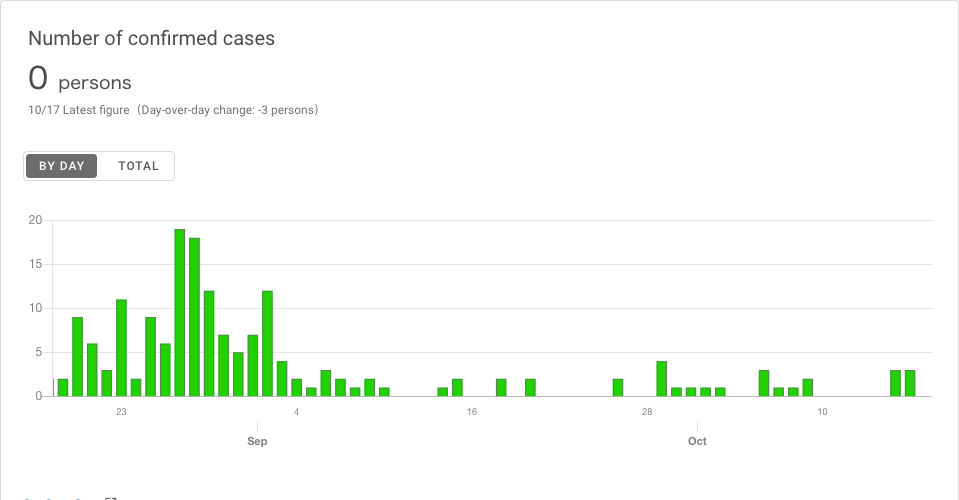 Number of confirmed cases
0 persons
10/17 Latest figure（Day-over-day change: -3 persons）
BY DAY TOTAL
20
15
10
5
0
23 4 16 28 10
Sep Oct